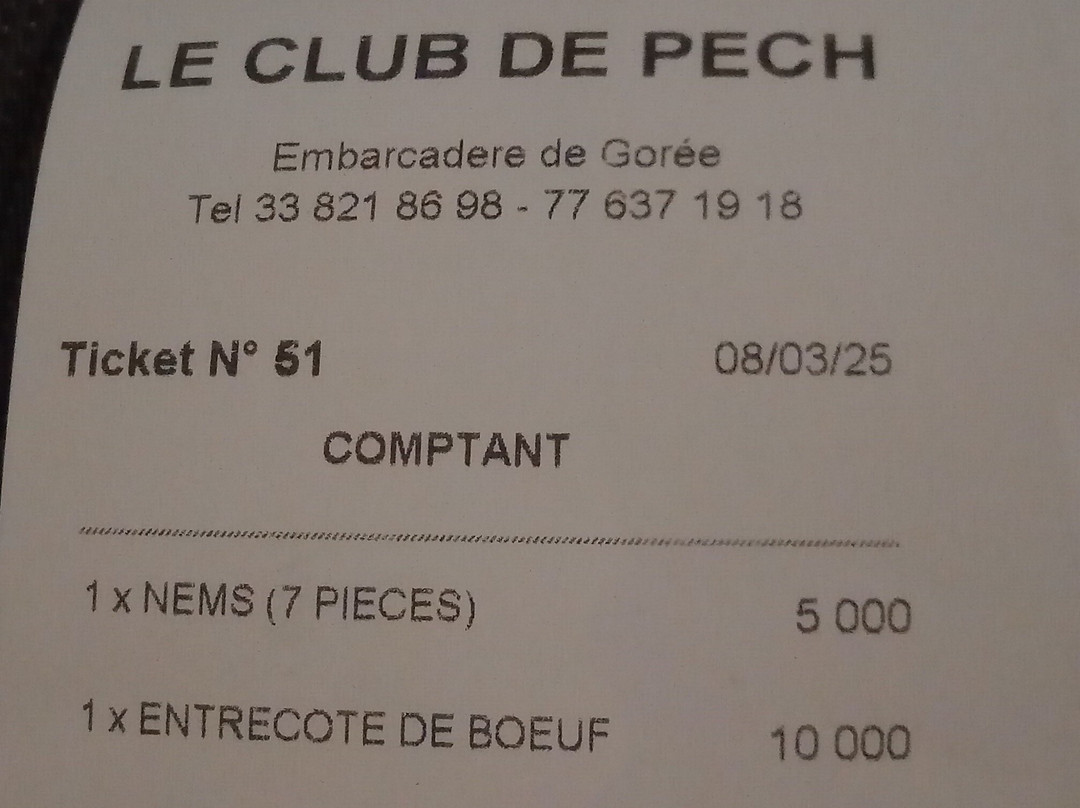 LE CLUB DE PECH
Embarcadere de Gorée
Tel 33 821 86 98 - 77 637 19 18
Ticket N° 51 08/03/25
COMPTANT
1 x NEMS (7 PIECES) 5 000
1 x ENTRECOTE DE BOEUF 10 000